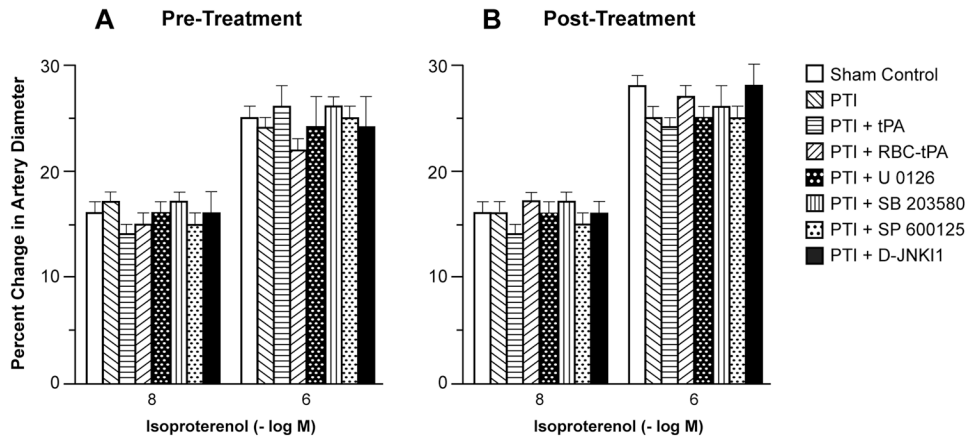 A Pre-Treatment
B Post-Treatment
Percent Change in Artery Diameter
30
20
10
0
8
6
Isoproterenol (- log M)
30
20
10
0
8
6
Isoproterenol (- log M)
Sham Control
PTI
PTI + tPA
PTI + RBC-tPA
PTI + U 0126
PTI + SB 203580
PTI + SP 600125
PTI + D-JNKI1